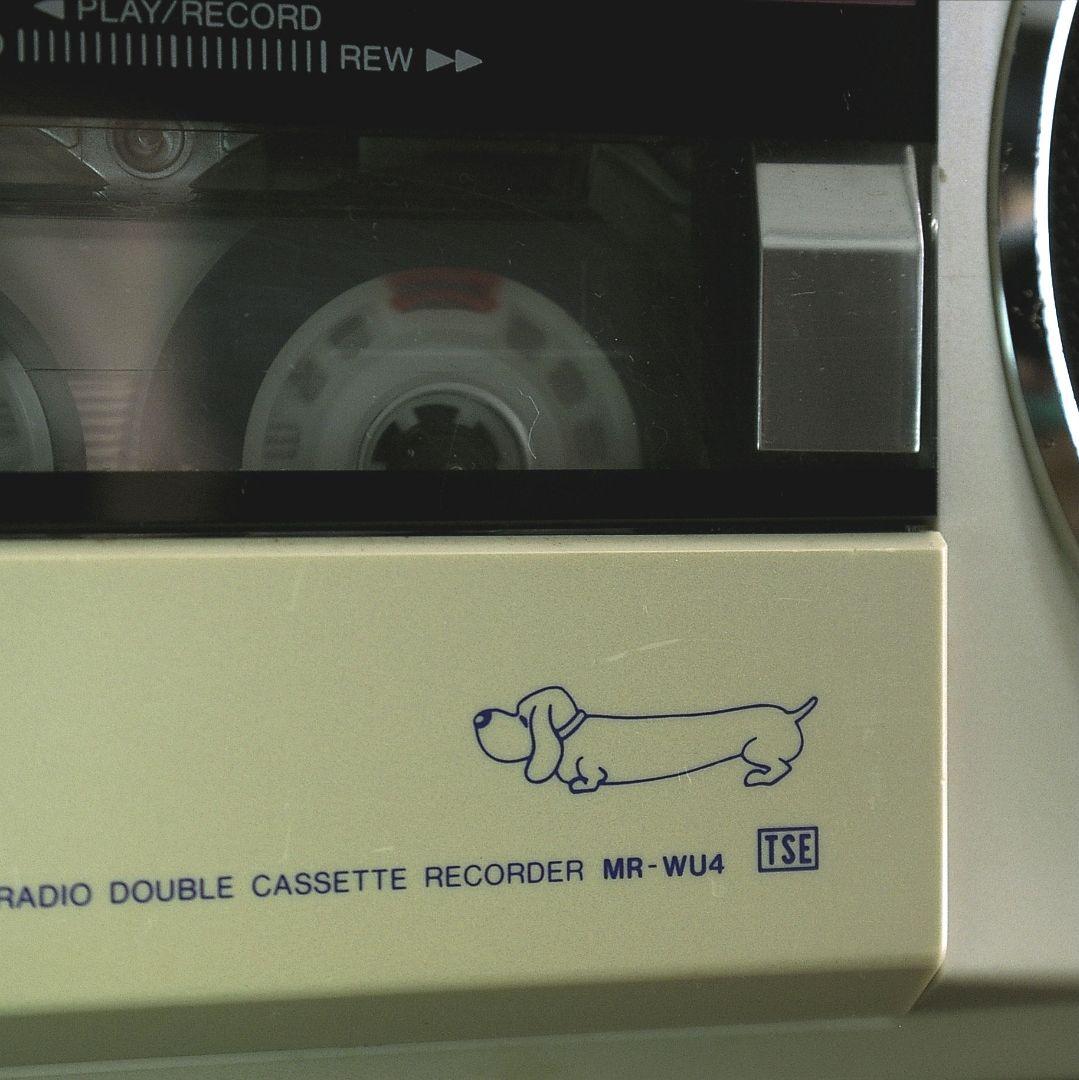 ◀ PLAY/RECORD
REW ▶▶
TSE
RADIO DOUBLE CASSETTE RECORDER MR-WU4